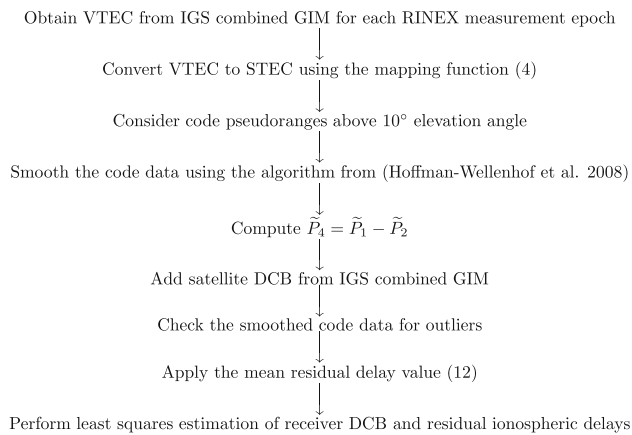 Obtain VTEC from IGS combined GIM for each RINEX measurement epoch
Convert VTEC to STEC using the mapping function (4)
Consider code pseudoranges above 10° elevation angle
Smooth the code data using the algorithm from (Hoffman-Wellenhof et al. 2008)
Compute P̃₄ = P̃₁ − P̃₂
Add satellite DCB from IGS combined GIM
Check the smoothed code data for outliers
Apply the mean residual delay value (12)
Perform least squares estimation of receiver DCB and residual ionospheric delays